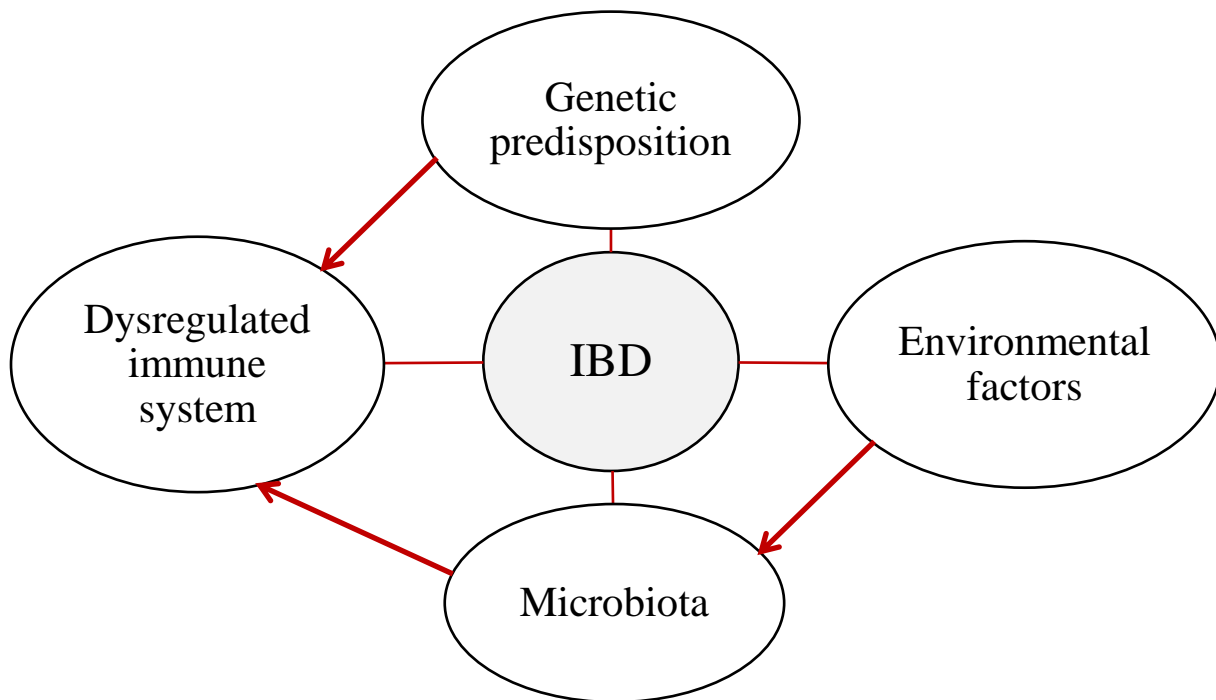 Genetic
predisposition
Dysregulated
immune
system
IBD
Environmental
factors
Microbiota